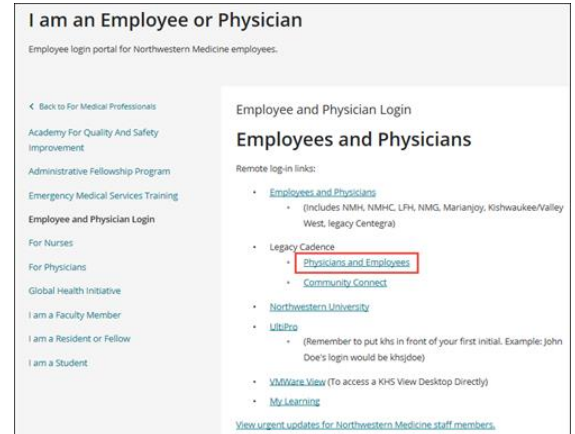 I am an Employee or Physician
Employee login portal for Northwestern Medicine employees.
Back to For Medical Professionals
Academy For Quality And Safety
Improvement
Administrative Fellowship Program
Emergency Medical Services Training
Employee and Physician Login
For Nurses
For Physicians
Global Health Initiative
I am a Faculty Member
I am a Resident or Fellow
I am a Student
Employee and Physician Login
Employees and Physicians
Remote log-in links:
Employees and Physicians
(Includes NMH, NMHC, LFH, NMG, Marianjoy, Kishwaukee/Valley
West, legacy Centegra)
Legacy Cadence
Physicians and Employees
Community Connect
Northwestern University
UltiPro
(Remember to put khs in front of your first initial. Example: John
Doe's login would be khsjdoe)
VMWare View (To access a KHS View Desktop Directly)
My Learning
View urgent updates for Northwestern Medicine staff members.